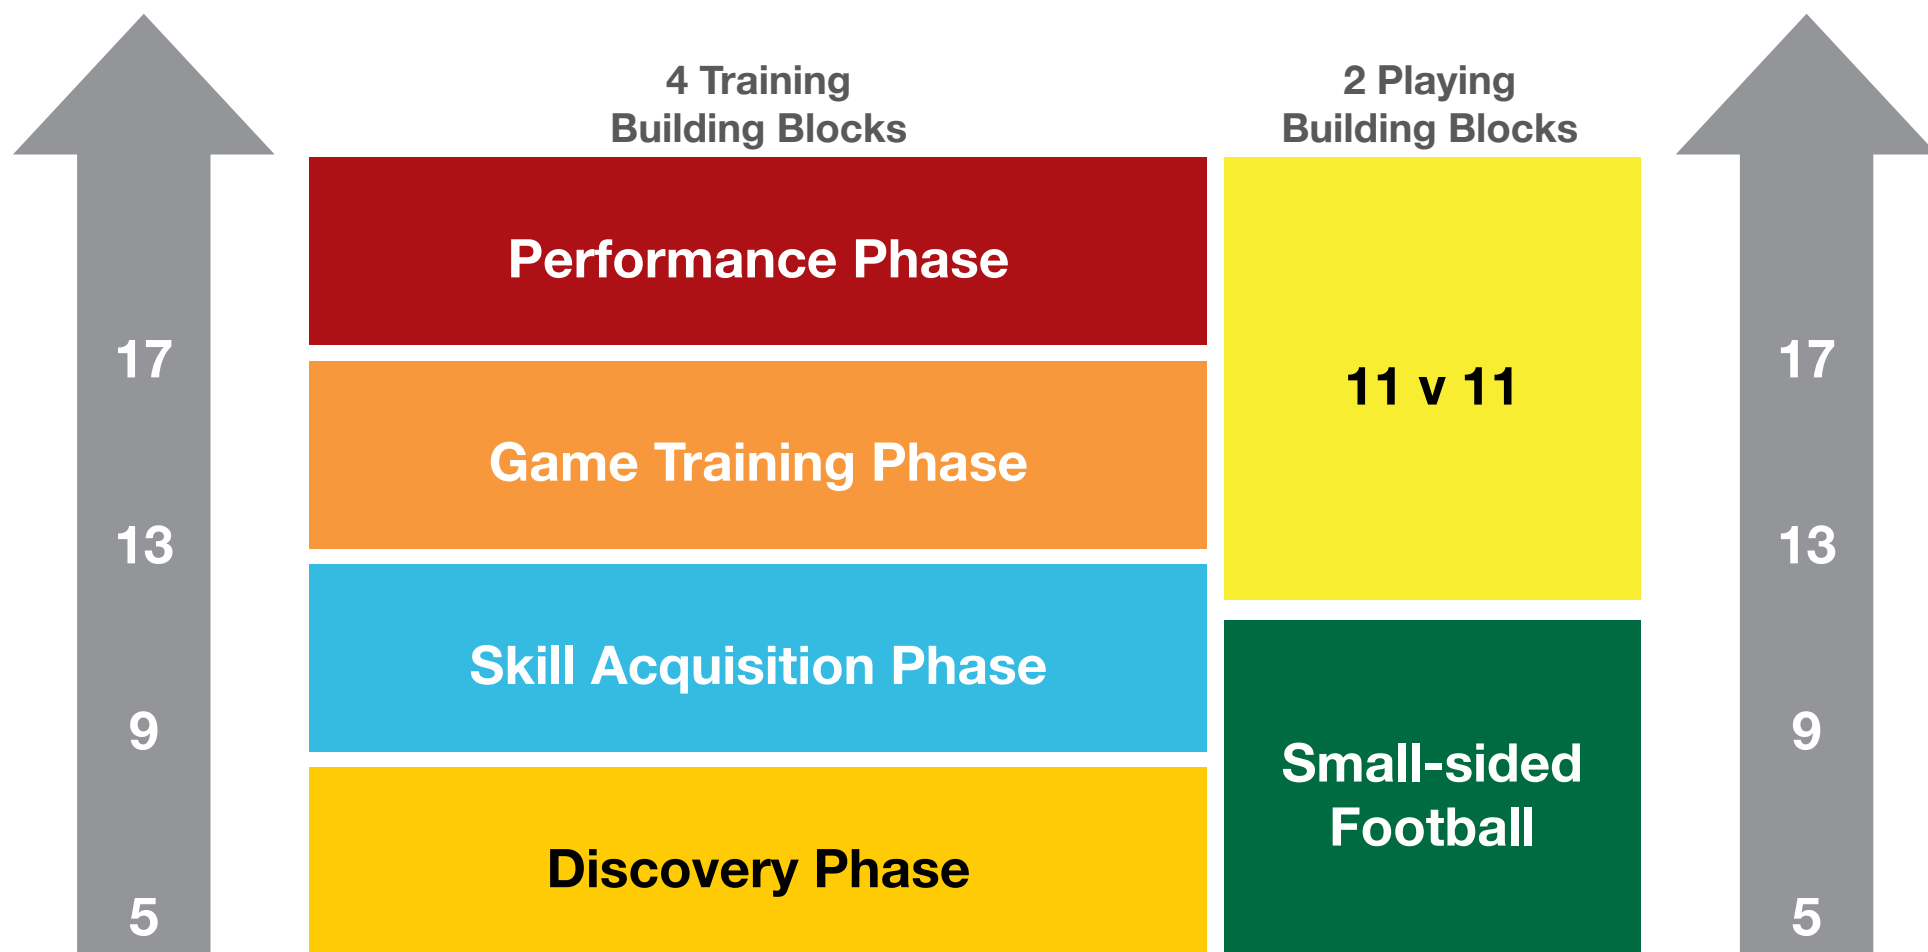 4 Training
Building Blocks
2 Playing
Building Blocks
Performance Phase
17
11 v 11
17
Game Training Phase
13
13
Skill Acquisition Phase
9
9
Small-sided
Football
Discovery Phase
5
5